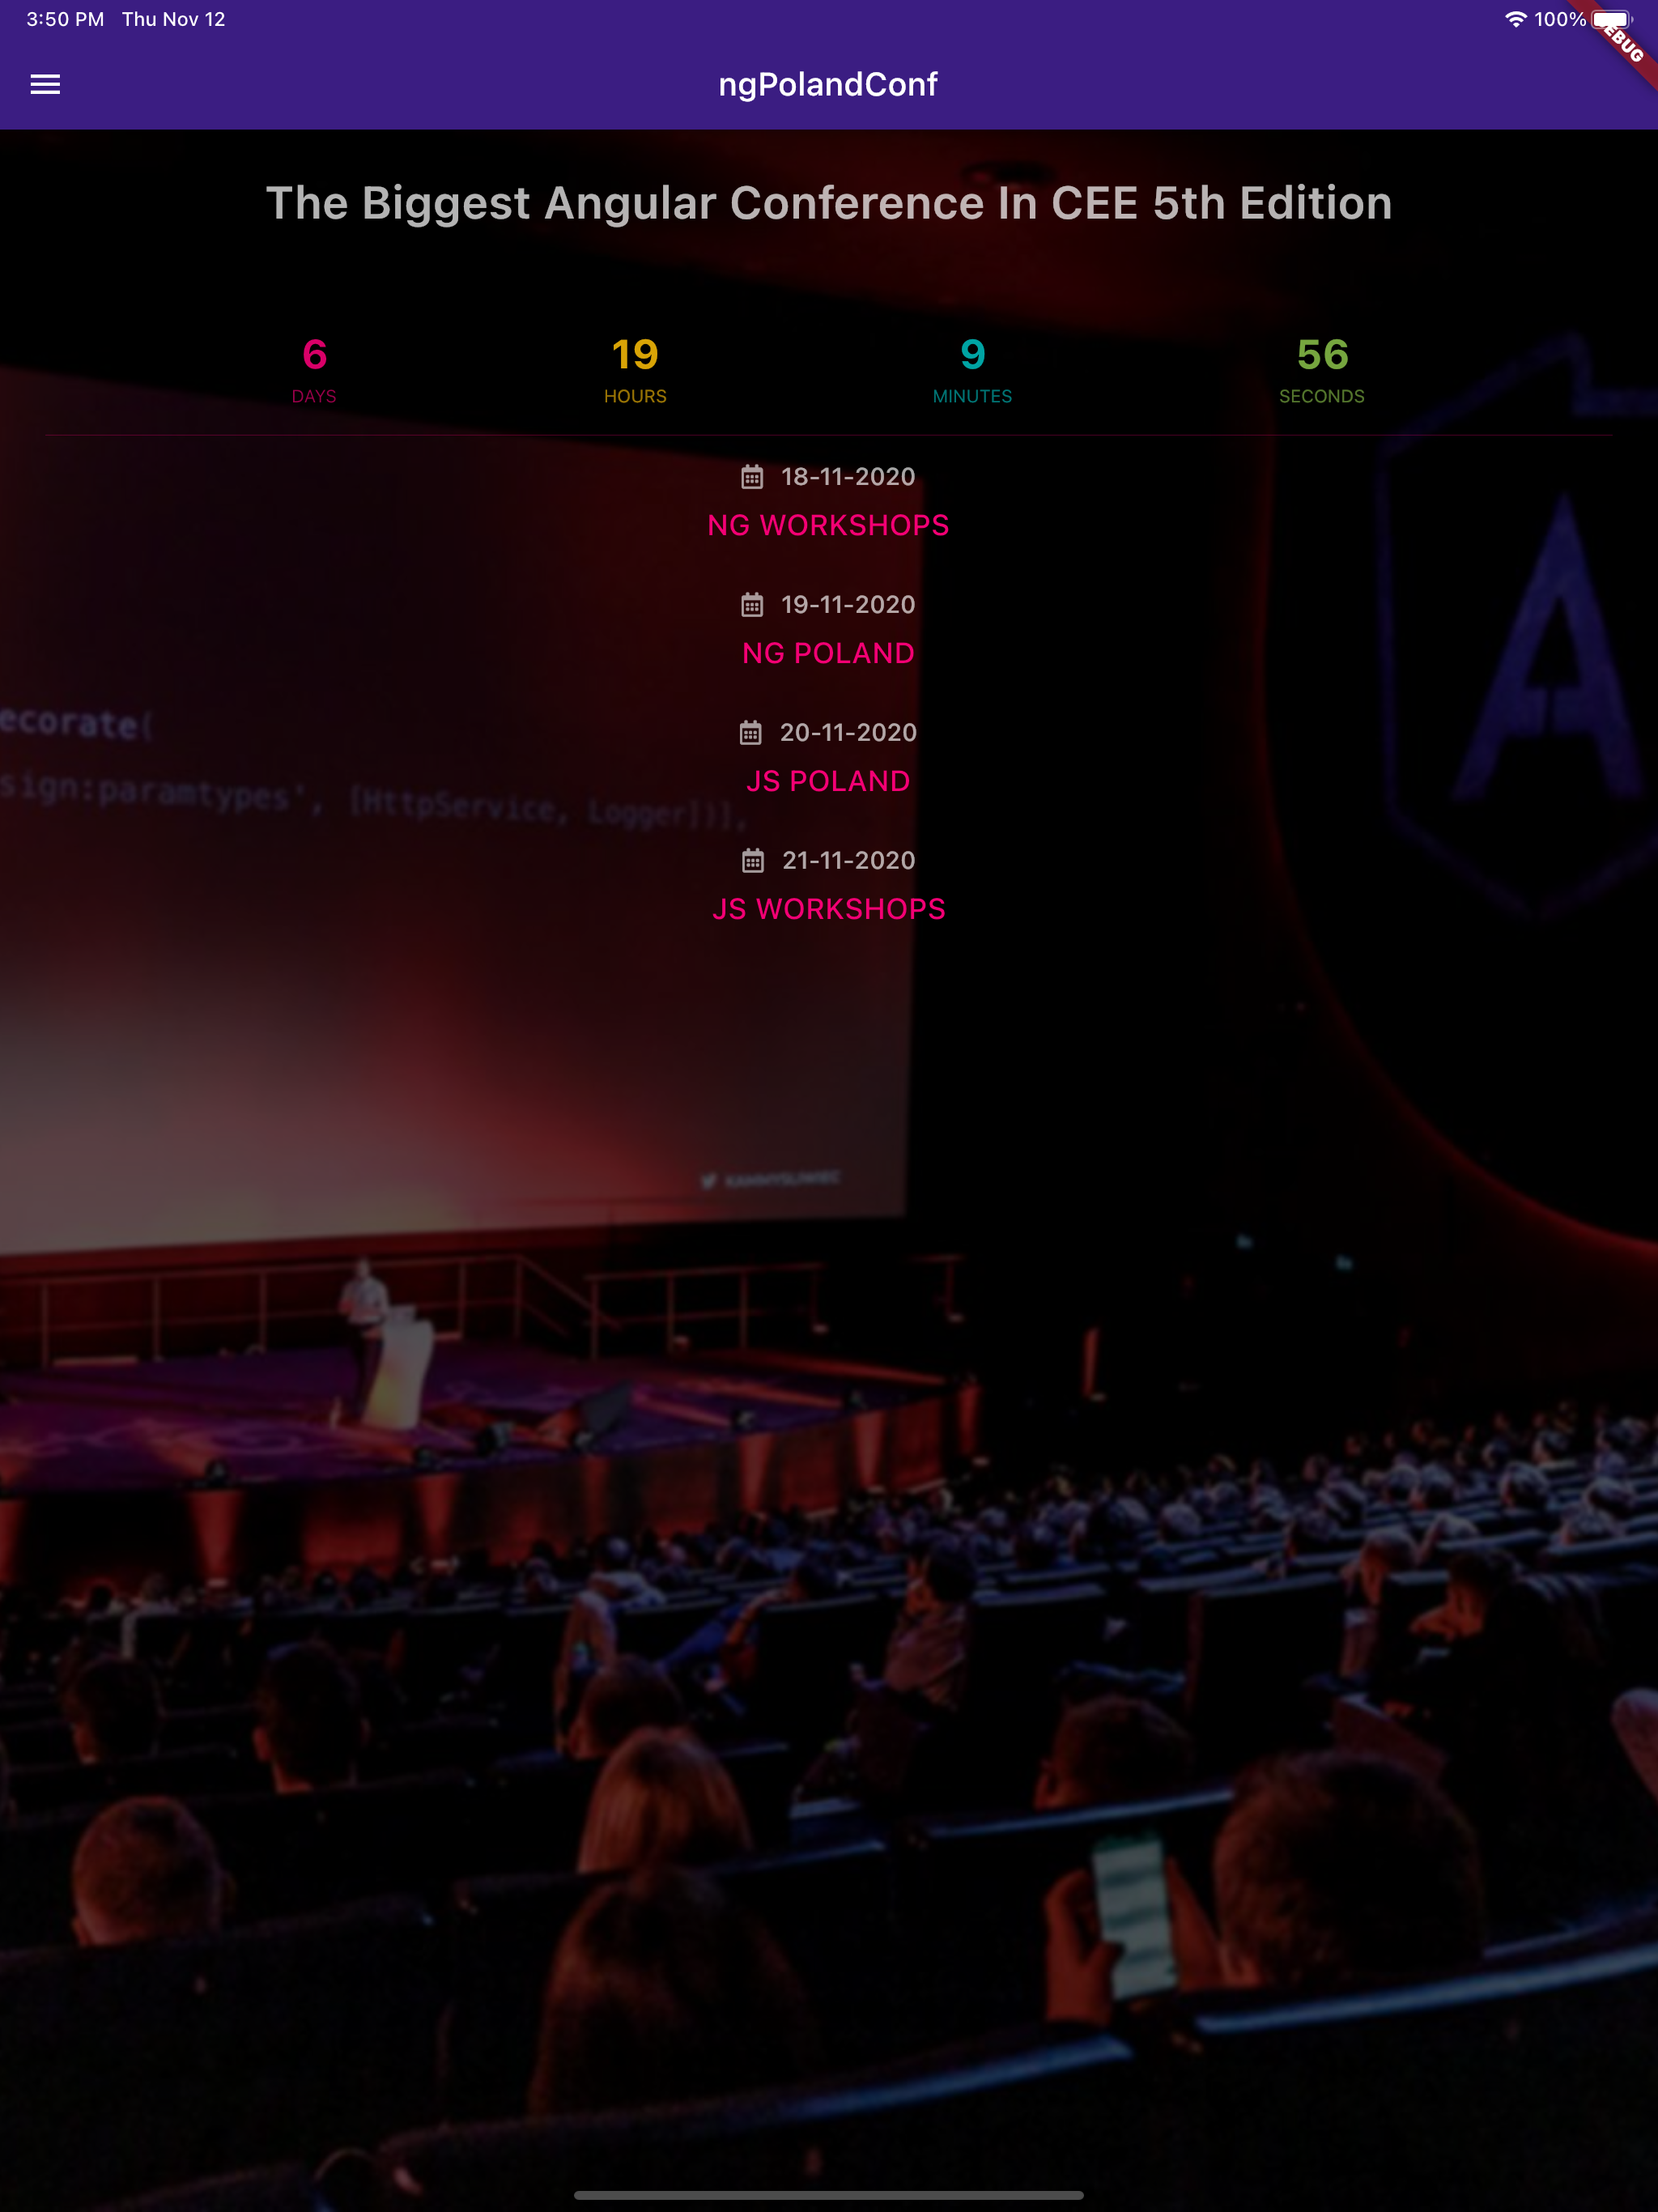 3:50 PM Thu Nov 12
100%
ngPolandConf
The Biggest Angular Conference In CEE 5th Edition
6 19 9 56
DAYS HOURS MINUTES SECONDS
18-11-2020
NG WORKSHOPS
19-11-2020
NG POLAND
ecorate(
20-11-2020
JS POLAND
sign:paramtypes', [HttpService, Logger])],
21-11-2020
JS WORKSHOPS
A